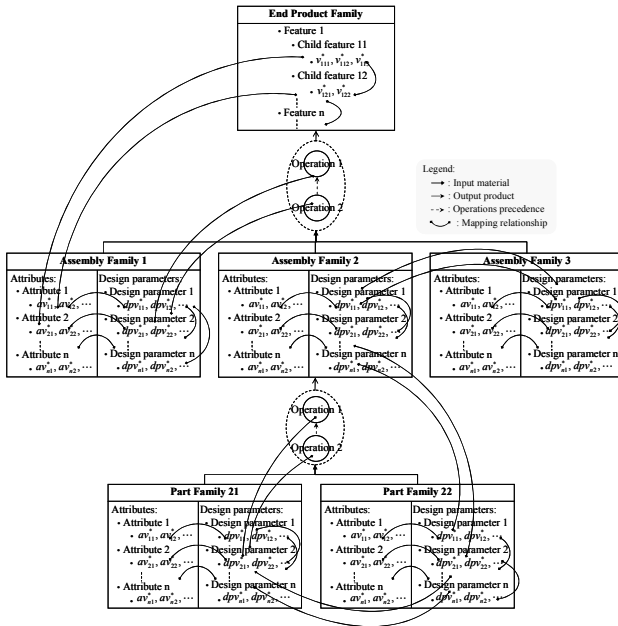 End Product Family
• Feature 1
• Child feature 11
• v*111, v*112, v*113
• Child feature 12
• v*121, v*122
• Feature n
Operation 1
Operation 2
Legend:
: Input material
: Output product
: Operations precedence
: Mapping relationship
Assembly Family 1
Attributes:
• Attribute 1
• av*11, av*12, ...
• Attribute 2
• av*21, av*22, ...
• Attribute n
• av*n1, av*n2, ...
Design parameters:
• Design parameter 1
• dpv*11, dpv*12, ...
• Design parameter 2
• dpv*21, dpv*22, ...
• Design parameter n
• dpv*n1, dpv*n2, ...
Assembly Family 2
Attributes:
• Attribute 1
• av*11, av*12, ...
• Attribute 2
• av*21, av*22, ...
• Attribute n
• av*n1, av*n2, ...
Design parameters:
• Design parameter 1
• dpv*11, dpv*12, ...
• Design parameter 2
• dpv*21, dpv*22, ...
• Design parameter n
• dpv*n1, dpv*n2, ...
Assembly Family 3
Attributes:
• Attribute 1
• av*11, av*12, ...
• Attribute 2
• av*21, av*22, ...
• Attribute n
• av*n1, av*n2, ...
Design parameters:
• Design parameter 1
• dpv*11, dpv*12, ...
• Design parameter 2
• dpv*21, dpv*22, ...
• Design parameter n
• dpv*n1, dpv*n2, ...
Operation 1
Operation 2
Part Family 21
Attributes:
• Attribute 1
• av*11, av*12, ...
• Attribute 2
• av*21, av*22, ...
• Attribute n
• av*n1, av*n2, ...
Design parameters:
• Design parameter 1
• dpv*11, dpv*12, ...
• Design parameter 2
• dpv*21, dpv*22, ...
• Design parameter n
• dpv*n1, dpv*n2, ...
Part Family 22
Attributes:
• Attribute 1
• av*11, av*12, ...
• Attribute 2
• av*21, av*22, ...
• Attribute n
• av*n1, av*n2, ...
Design parameters:
• Design parameter 1
• dpv*11, dpv*12, ...
• Design parameter 2
• dpv*21, dpv*22, ...
• Design parameter n
• dpv*n1, dpv*n2, ...